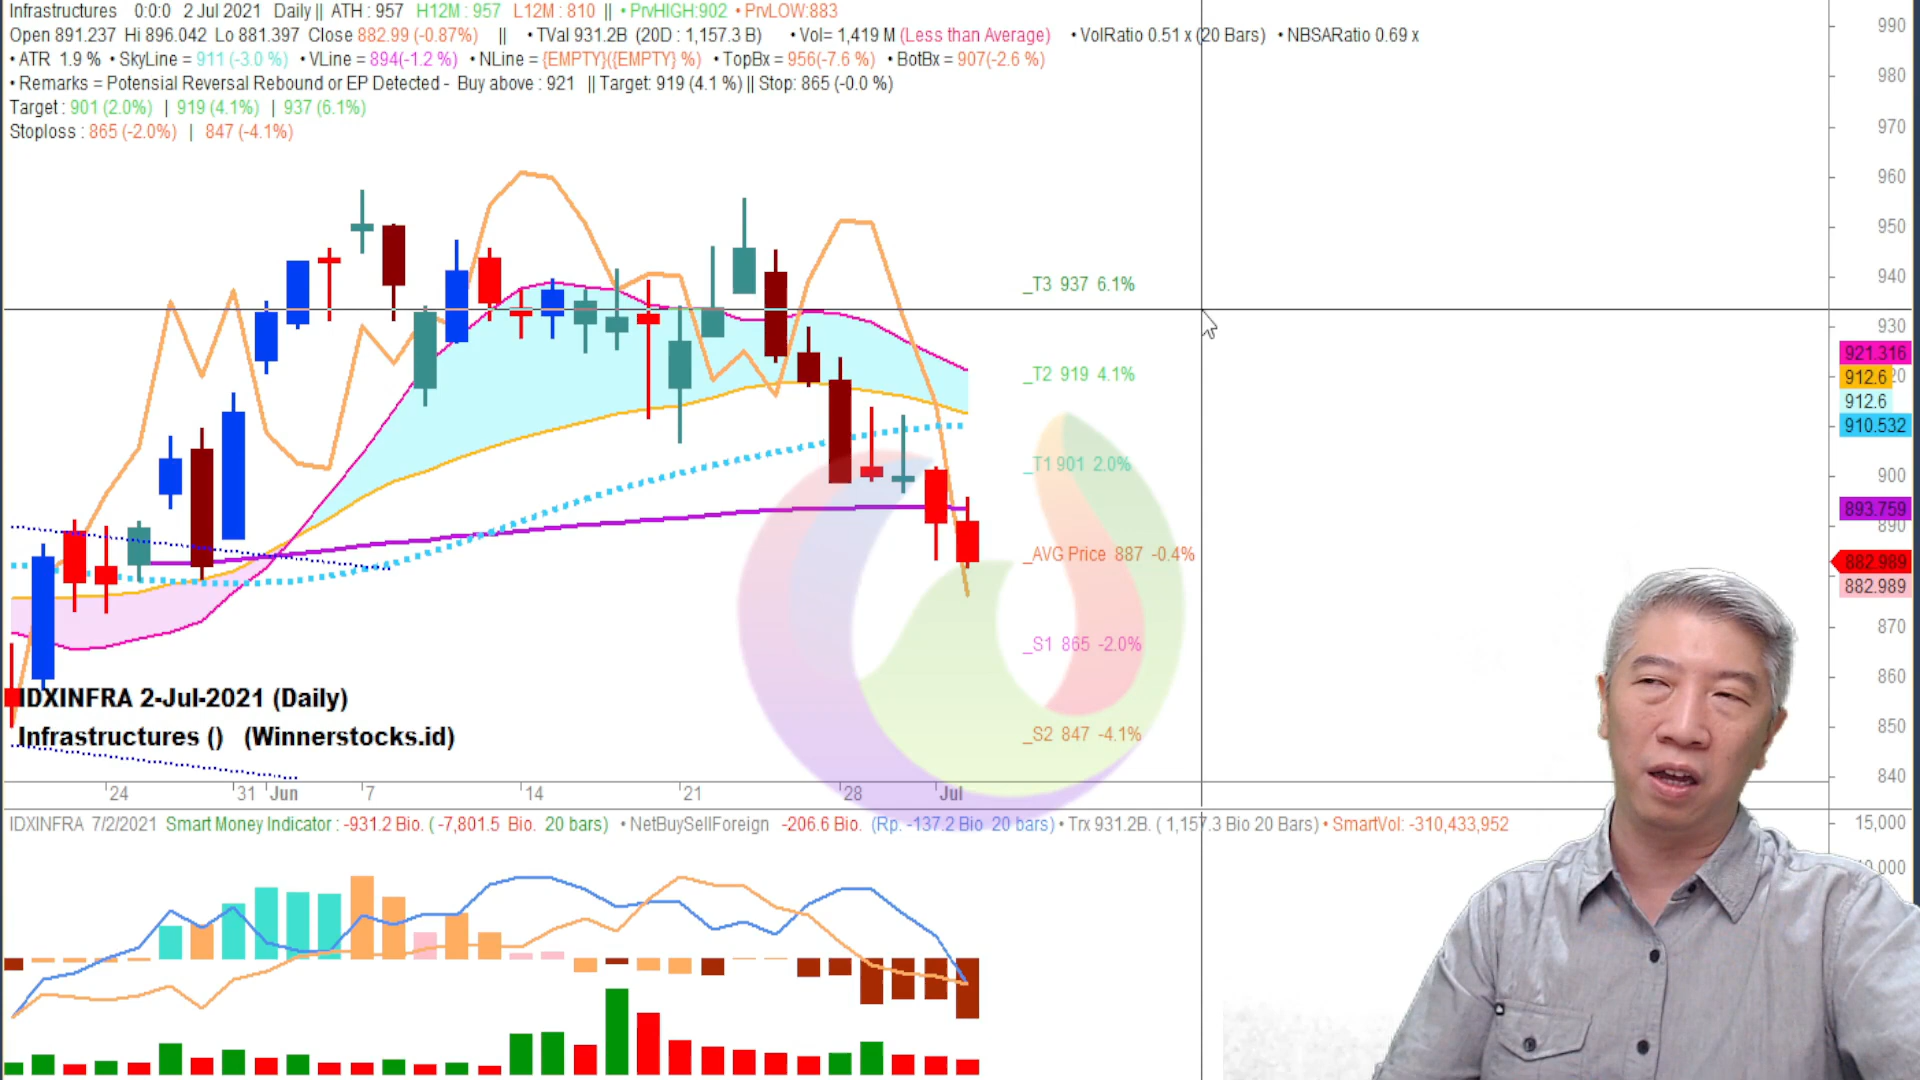 Infrastructures 0:0:0 2 Jul 2021 Daily || ATH : 957 H12M : 957 L12M : 810 || • PrvHIGH:902 • PrvLOW:883
Open 891.237 Hi 896.042 Lo 881.397 Close 882.99 (-0.87%) || • TVal 931.2B (20D : 1,157.3 B) • Vol= 1,419 M (Less than Average) • VolRatio 0.51 x (20 Bars) • NBSARatio 0.69 x
• ATR 1.9 % • SkyLine = 911 (-3.0 %) • VLine = 894(-1.2 %) • NLine = {EMPTY}({EMPTY} %) • TopBx = 956(-7.6 %) • BotBx = 907(-2.6 %)
• Remarks = Potensial Reversal Rebound or EP Detected - Buy above : 921 || Target: 919 (4.1 %) || Stop: 865 (-0.0 %)
Target : 901 (2.0%) | 919 (4.1%) | 937 (6.1%)
Stoploss : 865 (-2.0%) | 847 (-4.1%)
990
980
970
960
950
940
_T3 937 6.1%
930
921.316
_T2 919 4.1%
912.6
20
912.6
910.532
_T1 901 2.0%
900
893.759
890
_AVG Price 887 -0.4%
882.989
882.989
870
_S1 865 -2.0%
860
IDXINFRA 2-Jul-2021 (Daily)
850
Infrastructures () (Winnerstocks.id)
_S2 847 -4.1%
840
24 31 Jun 7 14 21 28 Jul
IDXINFRA 7/2/2021 Smart Money Indicator : -931.2 Bio. ( -7,801.5 Bio. 20 bars) • NetBuySellForeign -206.6 Bio. (Rp. -137.2 Bio 20 bars) • Trx 931.2B. ( 1,157.3 Bio 20 Bars) • SmartVol: -310,433,952
15,000
0,000